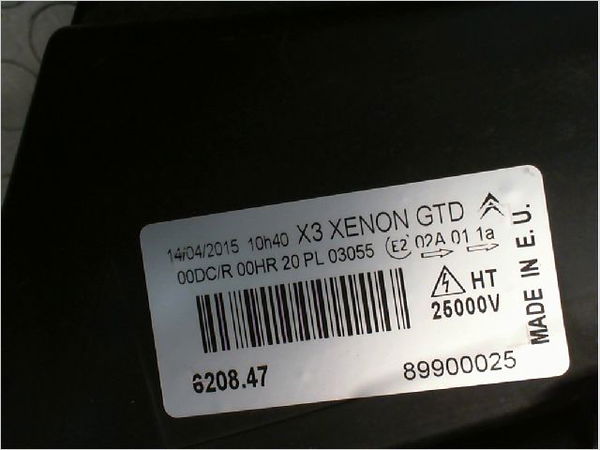 14/04/2015 10h40 X3 XENON GTD
00DC/R 00HR 20 PL 03055 E2 02A 01 1a
HT
25000V
MADE IN E.U.
6208.47
89900025